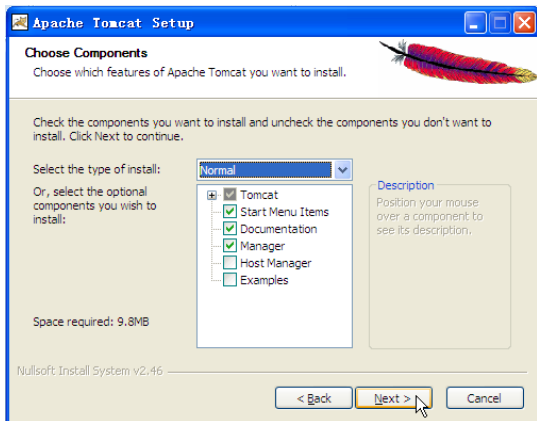 Apache Tomcat Setup
Choose Components
Choose which features of Apache Tomcat you want to install.
Check the components you want to install and uncheck the components you don't want to
install. Click Next to continue.
Select the type of install:
Normal
Or, select the optional
components you wish to
install:
Tomcat
Start Menu Items
Documentation
Manager
Host Manager
Examples
Description
Position your mouse
over a component to
see its description.
Space required: 9.8MB
Nullsoft Install System v2.46
< Back
Next >
Cancel